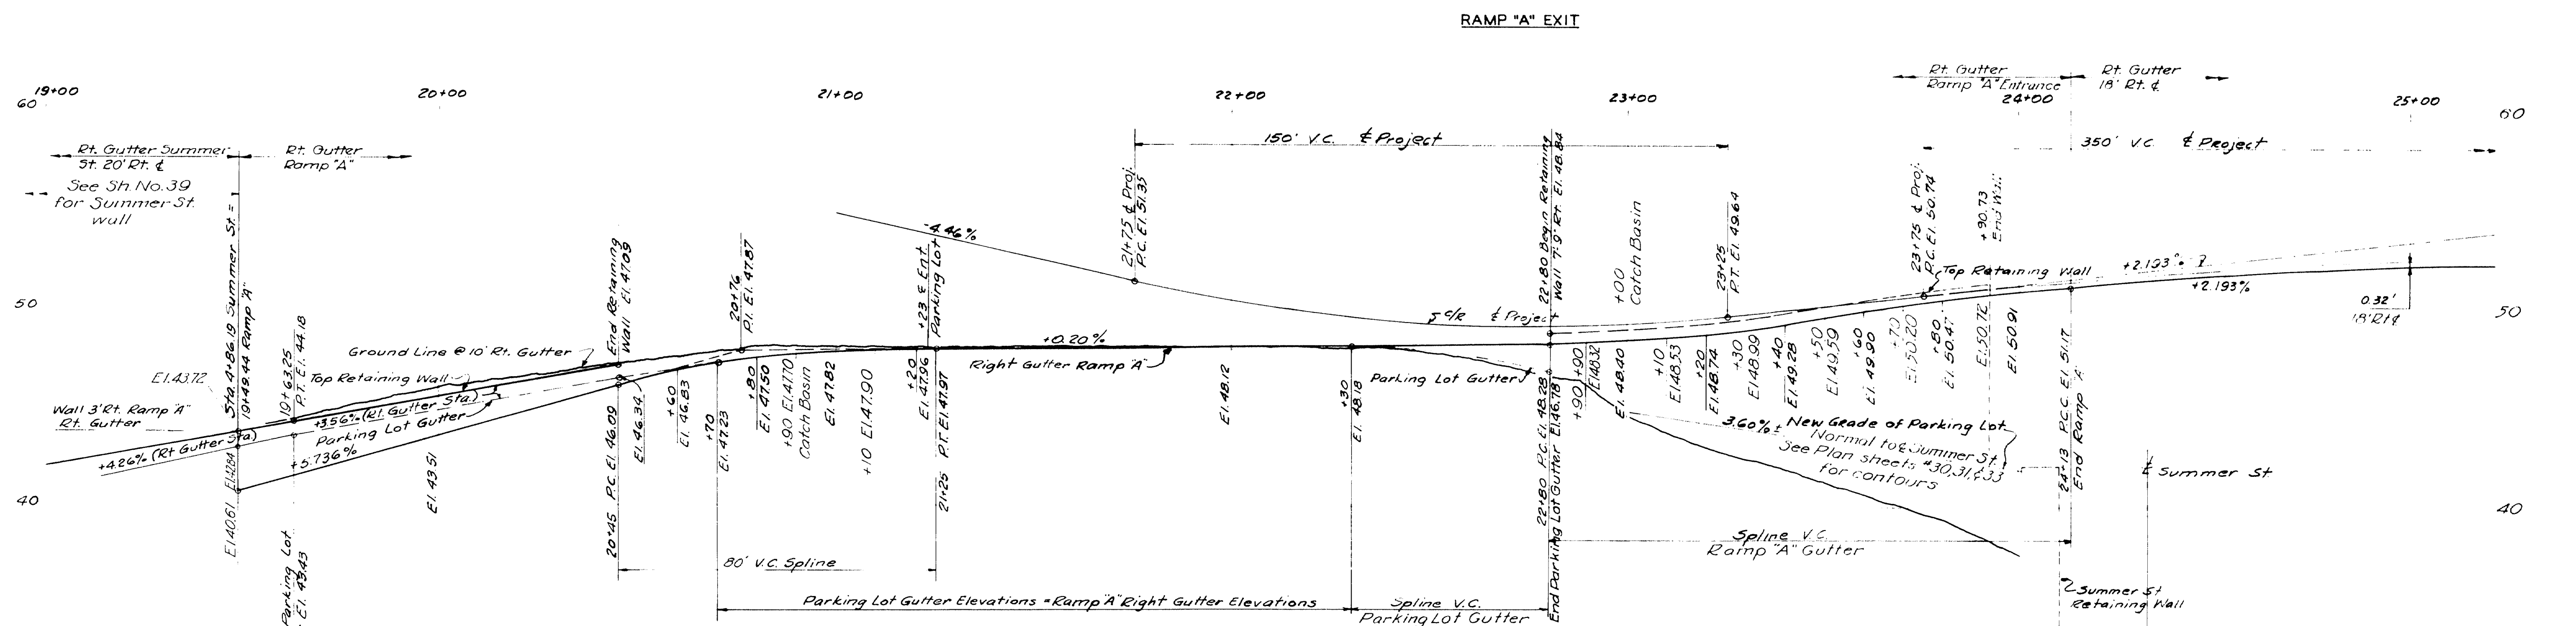 RAMP "A" EXIT
19+00
20+00
21+00
22+00
23+00
24+00
25+00
60
60
50
50
40
40
Rt. Gutter Summer
St. 20' Rt. ℄
Rt. Gutter
Ramp "A"
See Sh. No. 39
for Summer St.
wall
Rt. Gutter
Ramp "A" Entrance
Rt. Gutter
18' Rt. ℄
150' V.C. ℄ Project
350' V.C. ℄ Project
El. 43.72
Wall 3' Rt. Ramp "A"
Rt. Gutter
+4.26% (Rt Gutter Sta)
Sta. 4+86.19 Summer St. =
19+49.44 Ramp "A"
El. 42.84
El. 40.61
19+63.25
P.T. El. 44.18
Parking Lot
El. 43.43
Ground Line @ 10' Rt. Gutter
Top Retaining Wall
+3.56% (Rt. Gutter Sta.)
Parking Lot Gutter
+5.736%
El. 43.51
End Retaining
Wall El. 47.09
20+45 P.C. El. 46.09
El. 46.34
+60
El. 46.83
+70
El. 47.23
20+76
P.I. El. 47.87
+80
El. 47.50
+90 El. 47.70
Catch Basin
El. 47.82
+10 El. 47.90
+20
El. 47.96
+23 ℄ Ent.
Parking Lot
21+25 P.T. El. 47.97
80' V.C. Spline
-4.46%
+0.20%
Right Gutter Ramp "A"
21+75 ℄ Proj.
P.C. El. 51.35
El. 48.12
+30
El. 48.18
Parking Lot Gutter
℄ Project
22+80 Begin Retaining
Wall 7'-9" Rt. El. 48.84
22+80 P.C. El. 48.28
End Parking Lot Gutter El. 46.78
+90
+90
El. 48.32
+00
Catch Basin
El. 48.40
+10
El. 48.53
+20
El. 48.74
23+25
P.T. El. 49.64
+30
El. 48.99
+40
El. 49.28
+50
El. 49.59
+60
El. 49.90
+70
El. 50.20
+80
El. 50.47
23+75 ℄ Proj.
P.C. El. 50.74
+90.73
End Wall
El. 50.72
El. 50.91
Top Retaining Wall
+2.193%
+2.193%
0.32'
18' Rt ℄
3.60% ± New Grade of Parking Lot
Normal to ℄ Summer St.
See Plan sheets #30,31,&33
for contours
24+13 P.C.C. El. 51.17
End Ramp "A"
℄ Summer St.
Spline V.C.
Ramp "A" Gutter
Parking Lot Gutter Elevations = Ramp "A" Right Gutter Elevations
Spline V.C.
Parking Lot Gutter
Summer St
Retaining Wall